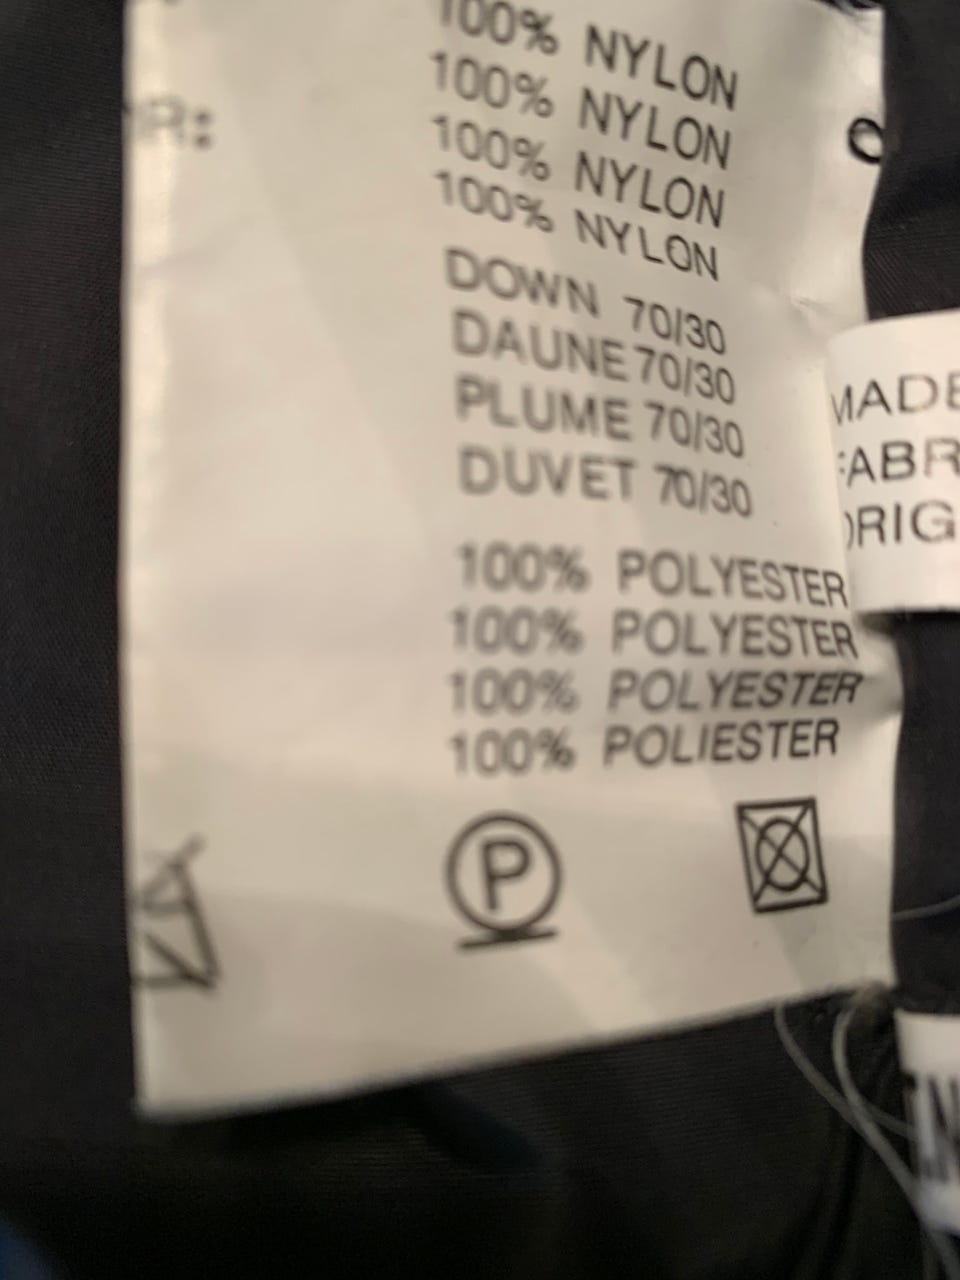 R:
100% NYLON
100% NYLON
100% NYLON
100% NYLON
DOWN 70/30
DAUNE 70/30
PLUME 70/30
DUVET 70/30
100% POLYESTER
100% POLYESTER
100% POLYESTER
100% POLIESTER
P
MADE
FABR
ORIG